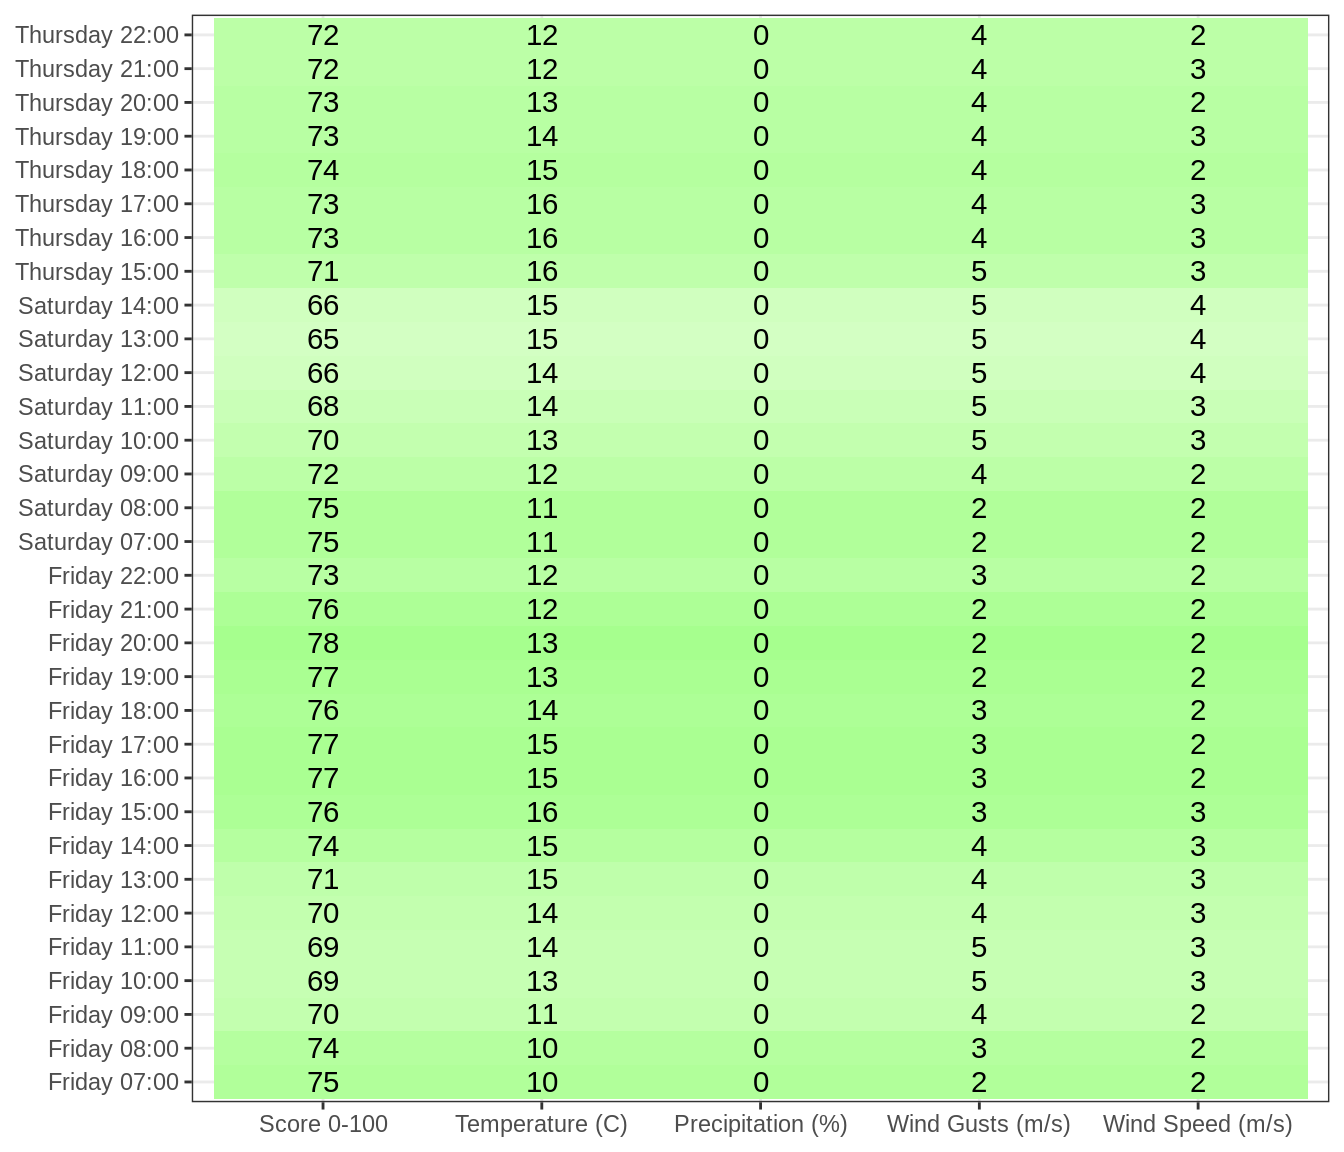 Thursday 22:00 72 12 0 4 2
Thursday 21:00 72 12 0 4 3
Thursday 20:00 73 13 0 4 2
Thursday 19:00 73 14 0 4 3
Thursday 18:00 74 15 0 4 2
Thursday 17:00 73 16 0 4 3
Thursday 16:00 73 16 0 4 3
Thursday 15:00 71 16 0 5 3
Saturday 14:00 66 15 0 5 4
Saturday 13:00 65 15 0 5 4
Saturday 12:00 66 14 0 5 4
Saturday 11:00 68 14 0 5 3
Saturday 10:00 70 13 0 5 3
Saturday 09:00 72 12 0 4 2
Saturday 08:00 75 11 0 2 2
Saturday 07:00 75 11 0 2 2
Friday 22:00 73 12 0 3 2
Friday 21:00 76 12 0 2 2
Friday 20:00 78 13 0 2 2
Friday 19:00 77 13 0 2 2
Friday 18:00 76 14 0 3 2
Friday 17:00 77 15 0 3 2
Friday 16:00 77 15 0 3 2
Friday 15:00 76 16 0 3 3
Friday 14:00 74 15 0 4 3
Friday 13:00 71 15 0 4 3
Friday 12:00 70 14 0 4 3
Friday 11:00 69 14 0 5 3
Friday 10:00 69 13 0 5 3
Friday 09:00 70 11 0 4 2
Friday 08:00 74 10 0 3 2
Friday 07:00 75 10 0 2 2
Score 0-100 Temperature (C) Precipitation (%) Wind Gusts (m/s) Wind Speed (m/s)